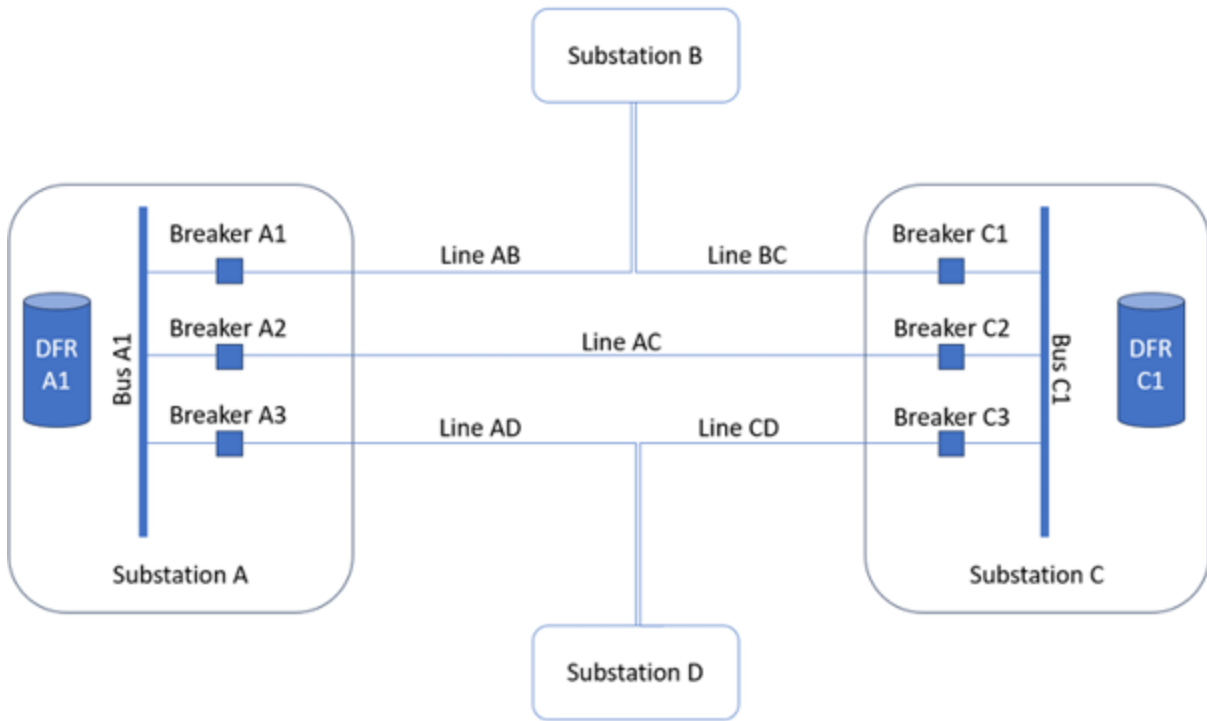 Substation B
Breaker A1
Line AB
Line BC
Breaker C1
DFR
A1
Bus A1
Breaker A2
Line AC
Breaker C2
Bus C1
DFR
C1
Breaker A3
Line AD
Line CD
Breaker C3
Substation A
Substation C
Substation D